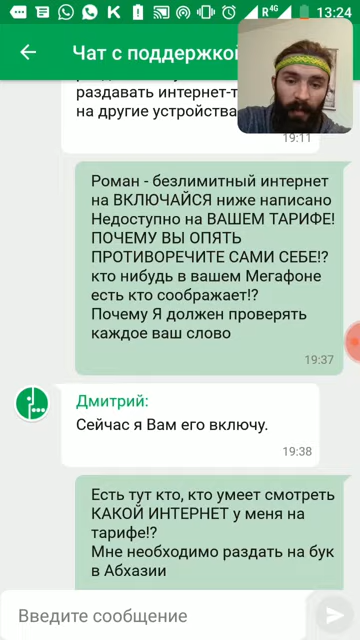 13:24
R 4G
Чат с поддержкой
раздавать интернет-т
на другие устройства
19:11
Роман - безлимитный интернет
на ВКЛЮЧАЙСЯ ниже написано
Недоступно на ВАШЕМ ТАРИФЕ!
ПОЧЕМУ ВЫ ОПЯТЬ
ПРОТИВОРЕЧИТЕ САМИ СЕБЕ!?
кто нибудь в вашем Мегафоне
есть кто соображает!?
Почему Я должен проверять
каждое ваш слово
19:37
Дмитрий:
Сейчас я Вам его включу.
19:38
Есть тут кто, кто умеет смотреть
КАКОЙ ИНТЕРНЕТ у меня на
тарифе!?
Мне необходимо раздать на бук
в Абхазии
Введите сообщение